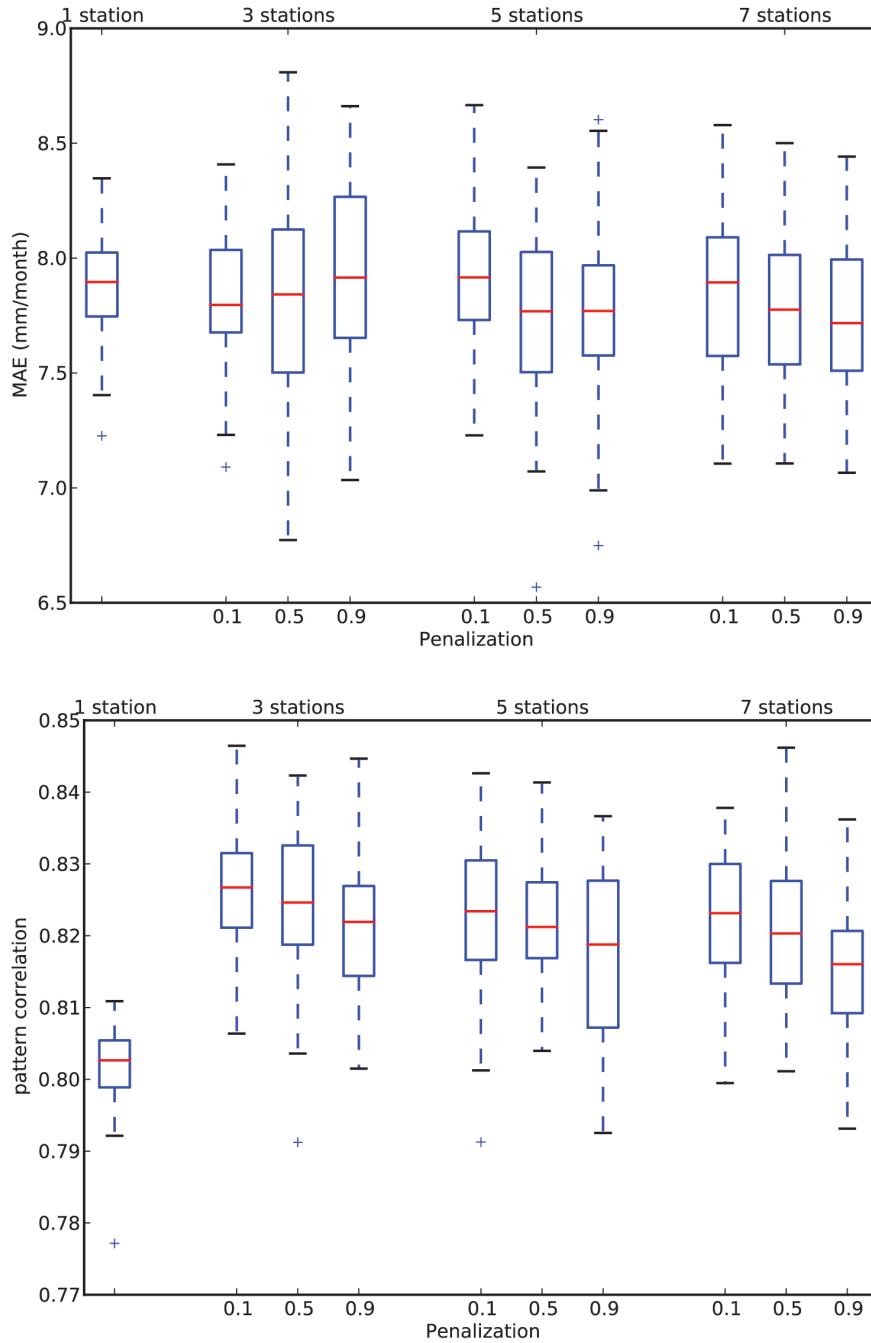 1 station 3 stations 5 stations 7 stations
9.0
8.5
8.0
7.5
7.0
6.5
MAE (mm/month)
0.1 0.5 0.9 0.1 0.5 0.9 0.1 0.5 0.9
Penalization
1 station 3 stations 5 stations 7 stations
0.85
0.84
0.83
0.82
0.81
0.80
0.79
0.78
0.77
pattern correlation
0.1 0.5 0.9 0.1 0.5 0.9 0.1 0.5 0.9
Penalization